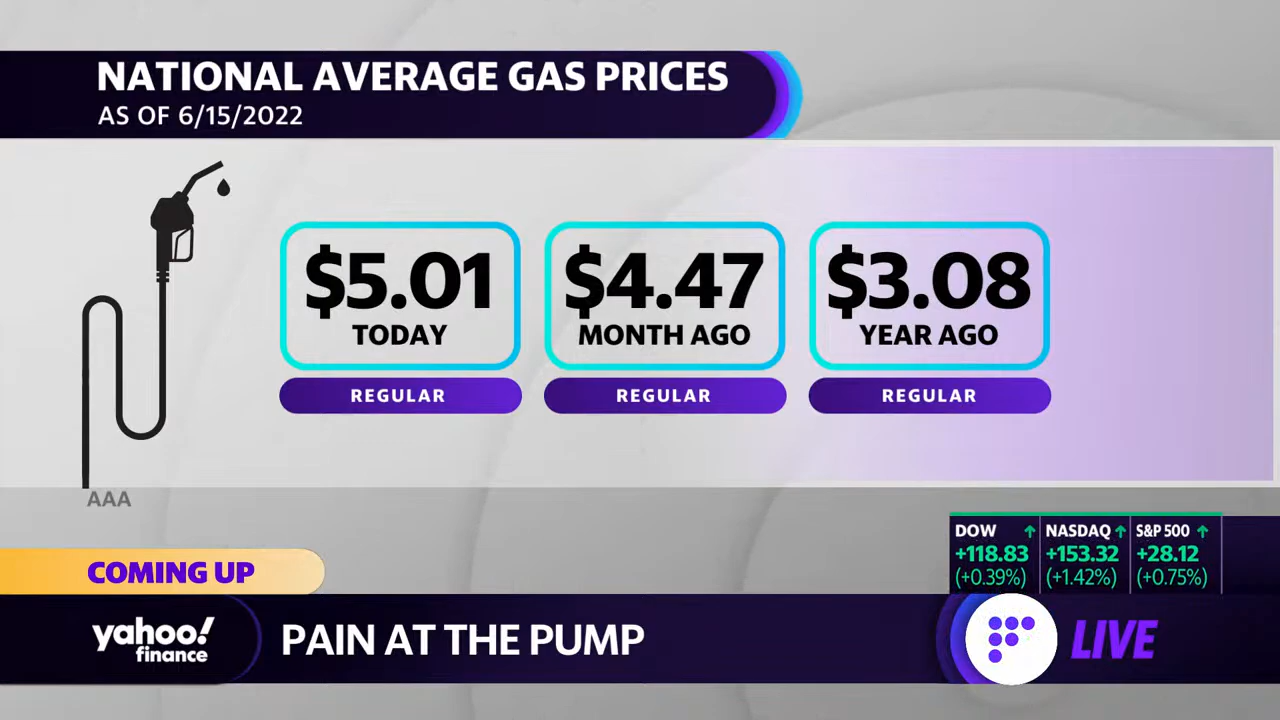 NATIONAL AVERAGE GAS PRICES
AS OF 6/15/2022
$5.01
TODAY
REGULAR
$4.47
MONTH AGO
REGULAR
$3.08
YEAR AGO
REGULAR
AAA
DOW
+118.83
(+0.39%)
NASDAQ
+153.32
(+1.42%)
S&P 500
+28.12
(+0.75%)
COMING UP
yahoo!
finance
PAIN AT THE PUMP
LIVE